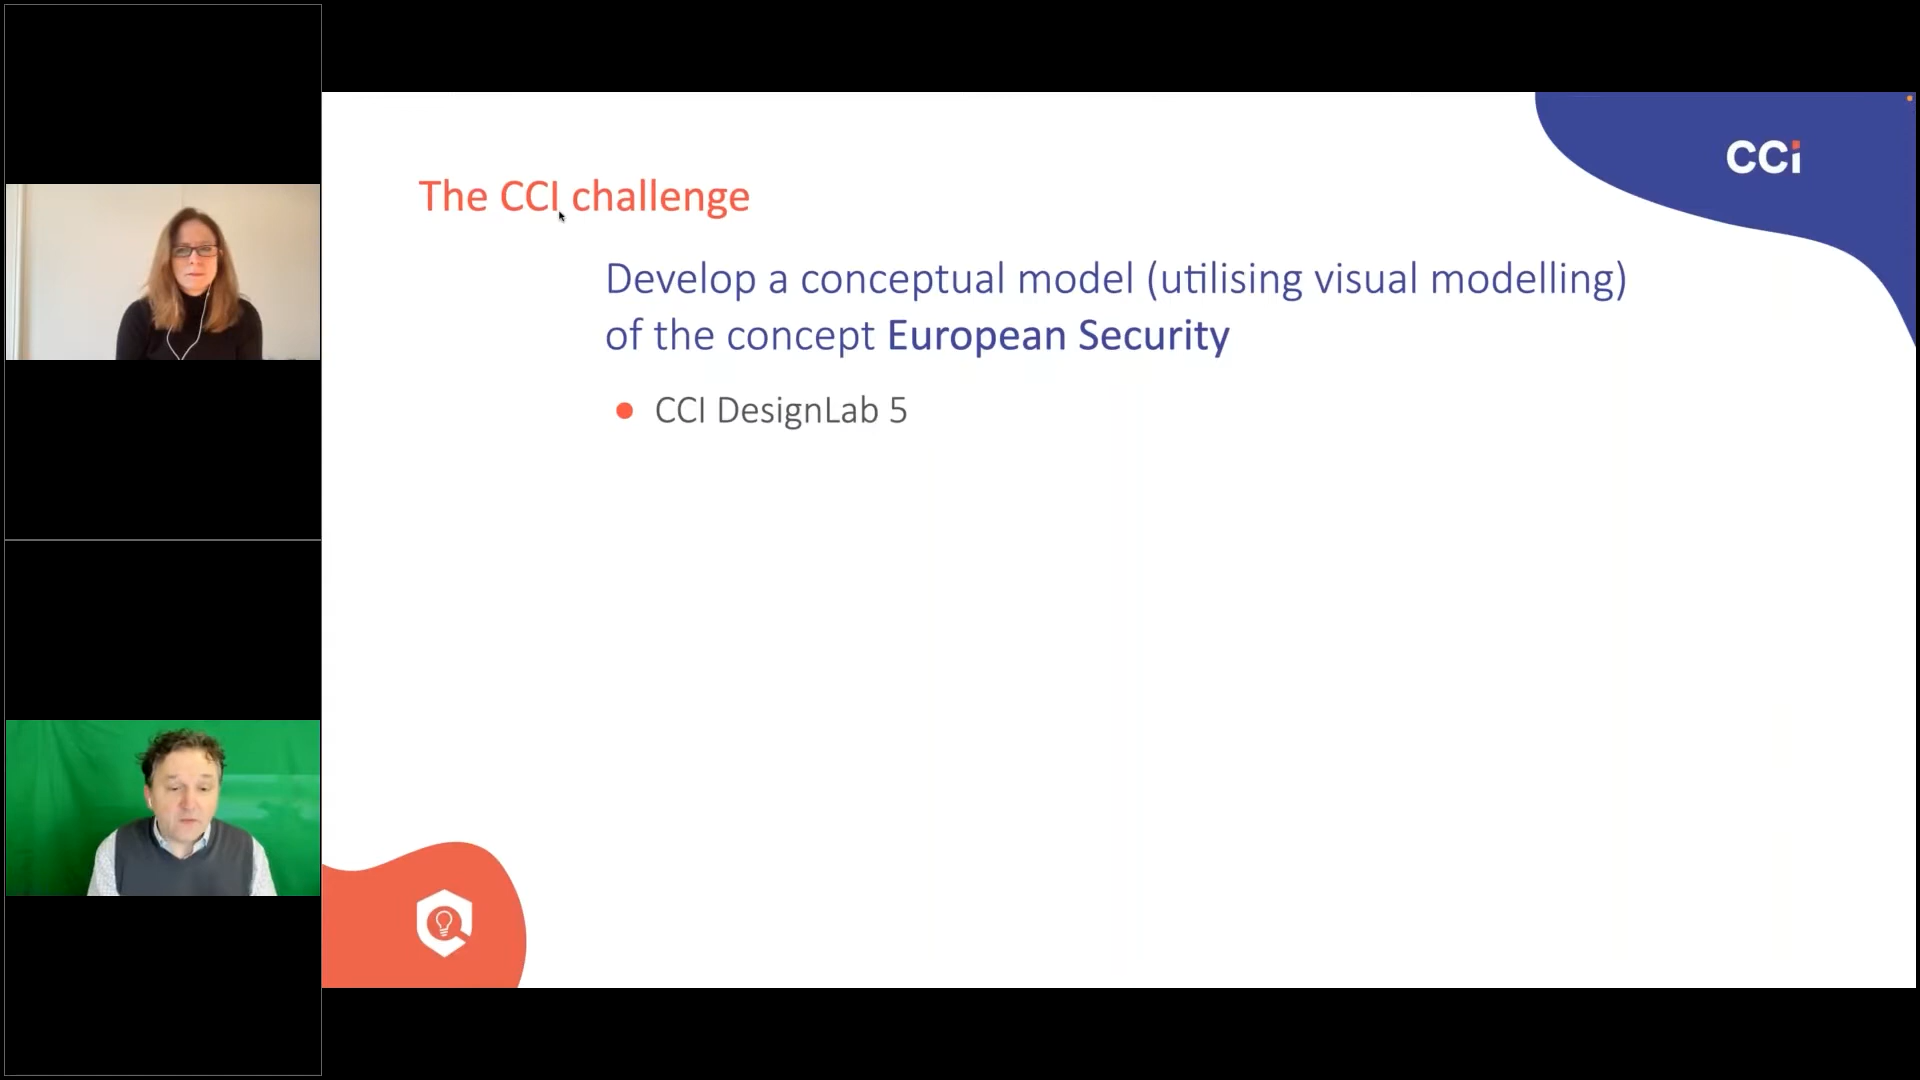 CCi
The CCI challenge
Develop a conceptual model (utilising visual modelling)
of the concept European Security
CCI DesignLab 5